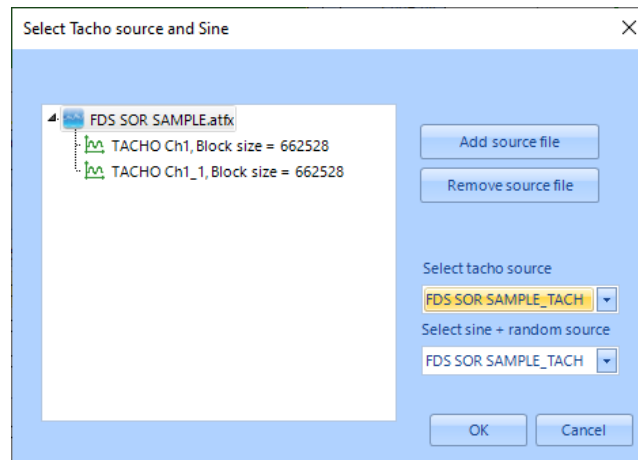 Select Tacho source and Sine
FDS SOR SAMPLE.atfx
TACHO Ch1, Block size = 662528
TACHO Ch1_1, Block size = 662528
Add source file
Remove source file
Select tacho source
FDS SOR SAMPLE_TACH
Select sine + random source
FDS SOR SAMPLE_TACH
OK
Cancel